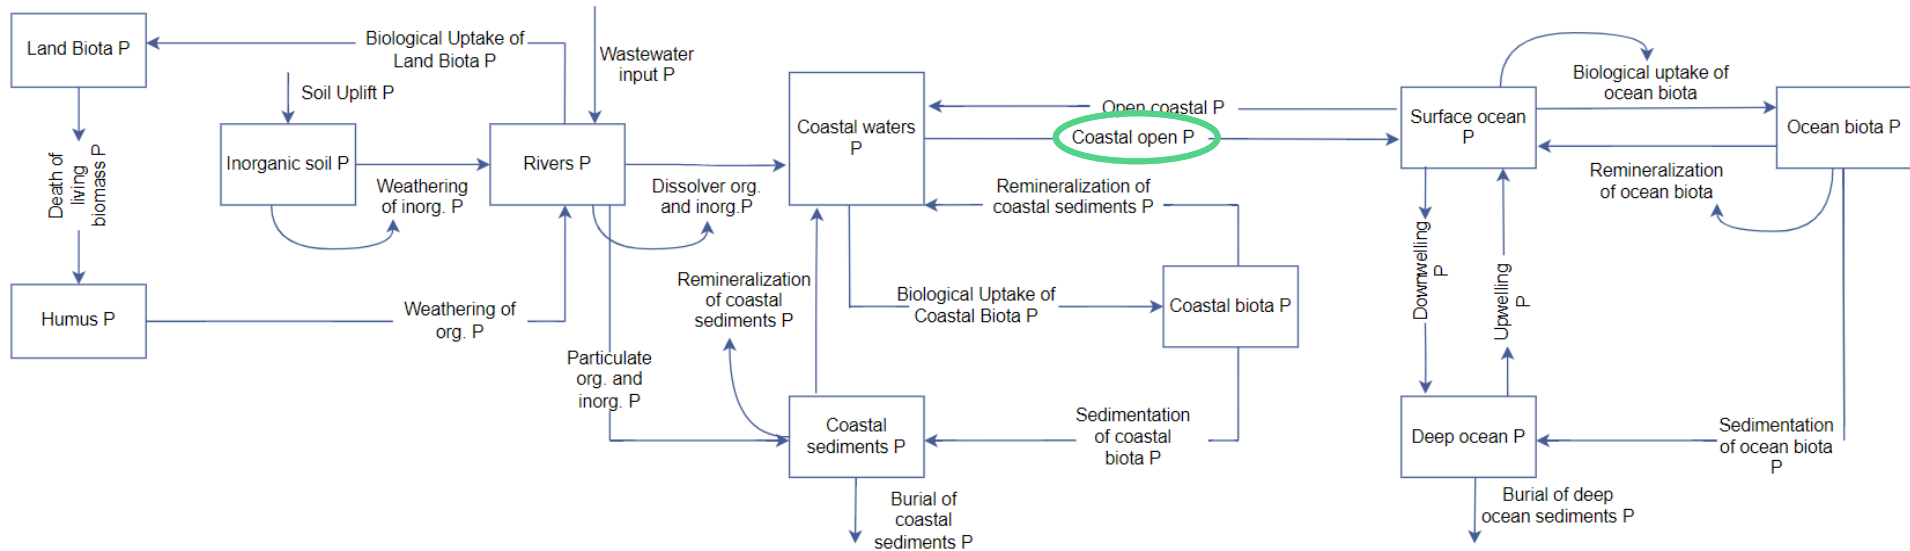 Land Biota P
Biological Uptake of
Land Biota P
Wastewater
input P
Soil Uplift P
Death of
living
biomass P
Inorganic soil P
Weathering
of inorg. P
Rivers P
Dissolver org.
and inorg.P
Humus P
Weathering of
org. P
Particulate
org. and
inorg. P
Coastal waters
P
Open coastal P
Coastal open P
Remineralization of
coastal sediments P
Remineralization
of coastal
sediments P
Biological Uptake of
Coastal Biota P
Coastal biota P
Coastal
sediments P
Sedimentation
of coastal
biota P
Burial of
coastal
sediments P
Surface ocean
P
Biological uptake of
ocean biota
Ocean biota P
Remineralization
of ocean biota
Downwelling
P
Upwelling
P
Deep ocean P
Sedimentation
of ocean biota
P
Burial of deep
ocean sediments P